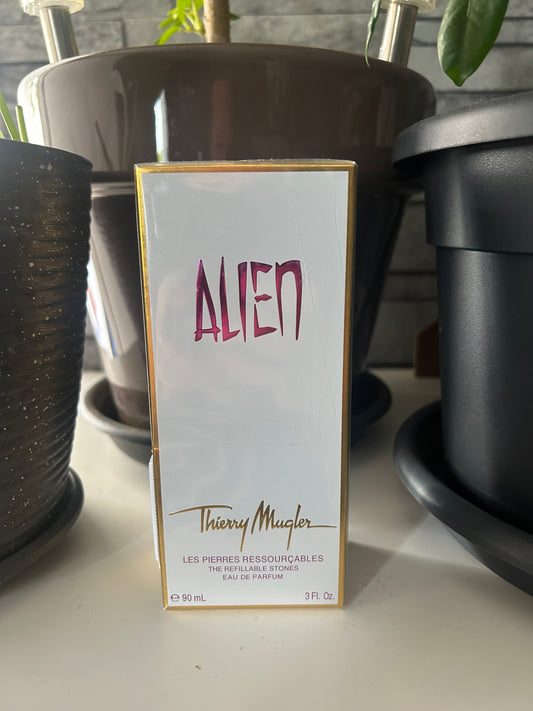 ALIEN
Thierry Mugler
LES PIERRES RESSOURÇABLES
THE REFILLABLE STONES
EAU DE PARFUM
℮ 90 mL 3 Fl. Oz.